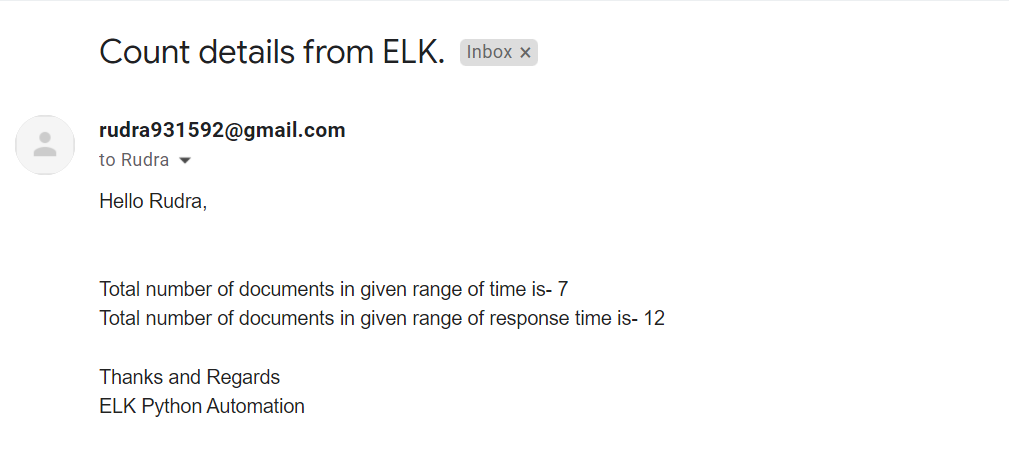 Count details from ELK. Inbox ×
rudra931592@gmail.com
to Rudra
Hello Rudra,
Total number of documents in given range of time is- 7
Total number of documents in given range of response time is- 12
Thanks and Regards
ELK Python Automation